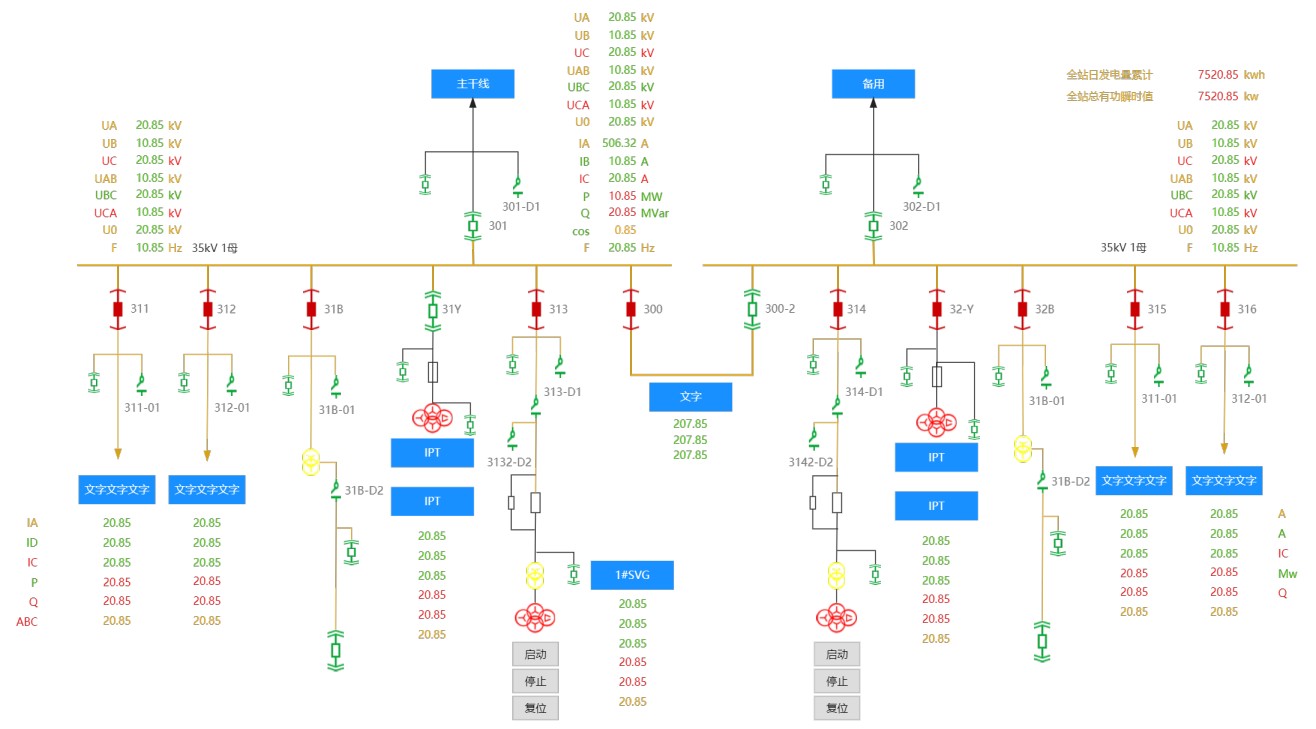 UA 20.85 kV
UB 10.85 kV
UC 20.85 kV
UAB 10.85 kV
UBC 20.85 kV
UCA 10.85 kV
U0 20.85 kV
IA 506.32 A
IB 10.85 A
IC 20.85 A
P 10.85 MW
Q 20.85 MVar
cos 0.85
F 20.85 Hz
主干线
备用
全站日发电量累计 7520.85 kwh
全站总有功瞬时值 7520.85 kw
UA 20.85 kV
UB 10.85 kV
UC 20.85 kV
UAB 10.85 kV
UBC 20.85 kV
UCA 10.85 kV
U0 20.85 kV
F 10.85 Hz
35kV 1母
301-D1
301
302-D1
302
UA 20.85 kV
UB 10.85 kV
UC 20.85 kV
UAB 10.85 kV
UBC 20.85 kV
UCA 10.85 kV
U0 20.85 kV
35kV 1母
F 10.85 Hz
311
312
31B
31Y
313
300
300-2
314
32-Y
32B
315
316
311-01
312-01
31B-01
313-D1
314-D1
31B-01
311-01
312-01
文字
207.85
207.85
207.85
IPT
IPT
3132-D2
3142-D2
IPT
IPT
31B-D2
31B-D2
文字文字文字
文字文字文字
文字文字文字
文字文字文字
IA 20.85 20.85
ID 20.85 20.85
IC 20.85 20.85
P 20.85 20.85
Q 20.85 20.85
ABC 20.85 20.85
20.85
20.85
20.85
20.85
20.85
20.85
1#SVG
20.85
20.85
20.85
20.85
20.85
20.85
启动
停止
复位
启动
停止
复位
20.85
20.85
20.85
20.85
20.85
20.85
20.85 20.85 A
20.85 20.85 A
20.85 20.85 IC
20.85 20.85 Mw
20.85 20.85 Q
20.85 20.85